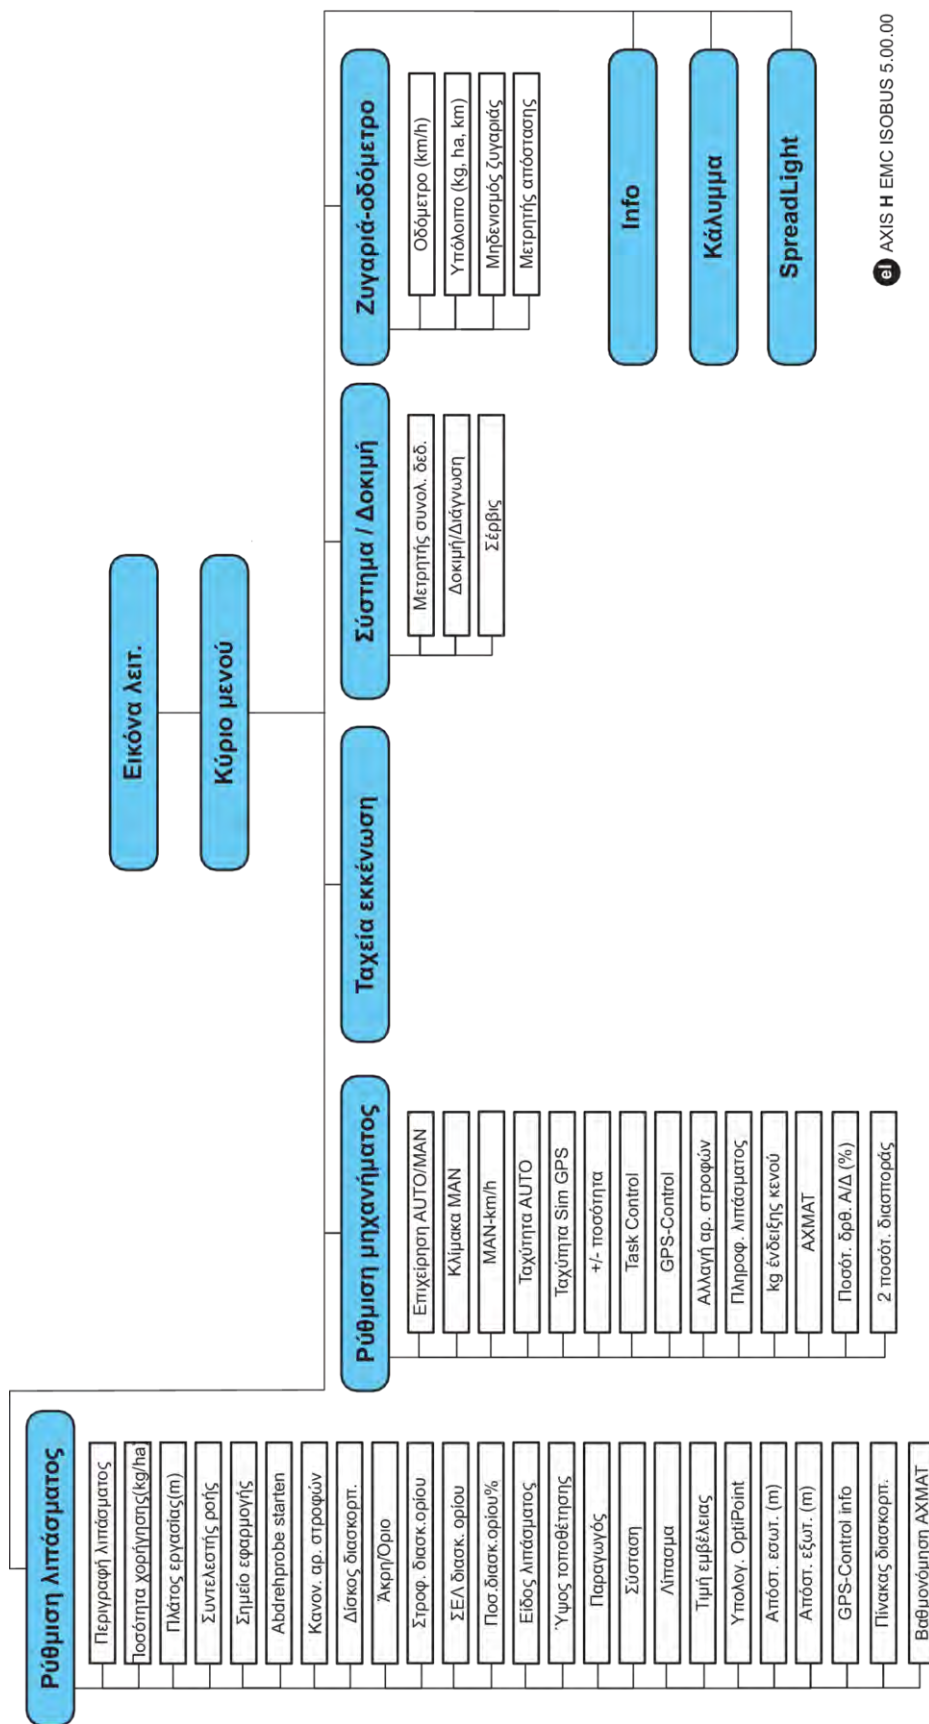 Εικόνα λειτ.
Κύριο μενού
Ρύθμιση λιπάσματος
Περιγραφή λιπάσματος
Ποσότητα χορήγησης(kg/ha
Πλάτος εργασίας(m)
Συντελεστής ροής
Σημείο εφαρμογής
Abdrehprobe starten
Κανον. αρ. στροφών
Δίσκος διασκορπ.
Άκρη/Όριο
Στροφ. διασκ.ορίου
ΣΕΛ διασκ. ορίου
Ποσ.διασκ.ορίου%
Είδος λιπάσματος
Ύψος τοποθέτησης
Παραγωγός
Σύσταση
Λίπασμα
Τιμή εμβέλειας
Υπολογ. OptiPoint
Απόστ. εσωτ. (m)
Απόστ. εξωτ. (m)
GPS-Control info
Πίνακας διασκορπ.
Βαθμονόμηση AXMAT
Ρύθμιση μηχανήματος
Επιχείρηση AUTO/MAN
Κλίμακα MAN
MAN-km/h
Ταχύτητα AUTO
Ταχύτητα Sim GPS
+/- ποσότητα
Task Control
GPS-Control
Αλλαγή αρ. στροφών
Πληροφ. λιπάσματος
kg ένδειξης κενού
AXMAT
Ποσότ. δρθ. Α/Δ (%)
2 ποσότ. διασποράς
Ταχεία εκκένωση
Σύστημα / Δοκιμή
Μετρητής συνολ. δεδ.
Δοκιμή/Διάγνωση
Σέρβις
Ζυγαριά-οδόμετρο
Οδόμετρο (km/h)
Υπόλοιπο (kg, ha, km)
Μηδενισμός ζυγαριάς
Μετρητής απόστασης
Info
Κάλυμμα
SpreadLight
el AXIS H EMC ISOBUS 5.00.00